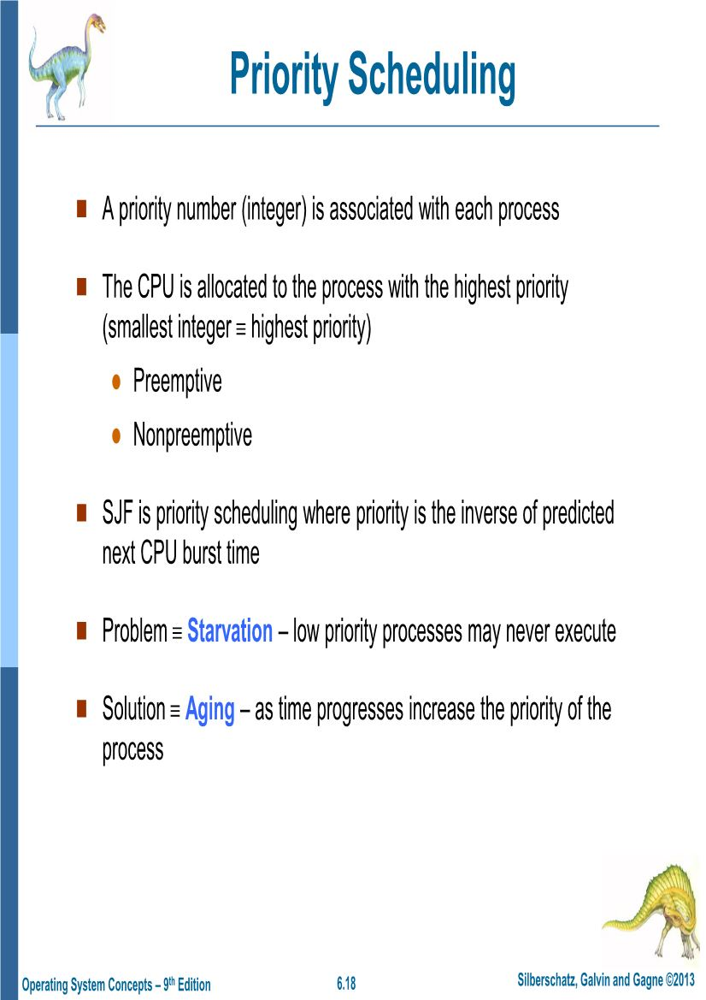 Priority Scheduling
A priority number (integer) is associated with each process
The CPU is allocated to the process with the highest priority
(smallest integer ≡ highest priority)
Preemptive
Nonpreemptive
SJF is priority scheduling where priority is the inverse of predicted
next CPU burst time
Problem ≡ Starvation – low priority processes may never execute
Solution ≡ Aging – as time progresses increase the priority of the
process
Operating System Concepts – 9th Edition
6.18
Silberschatz, Galvin and Gagne ©2013